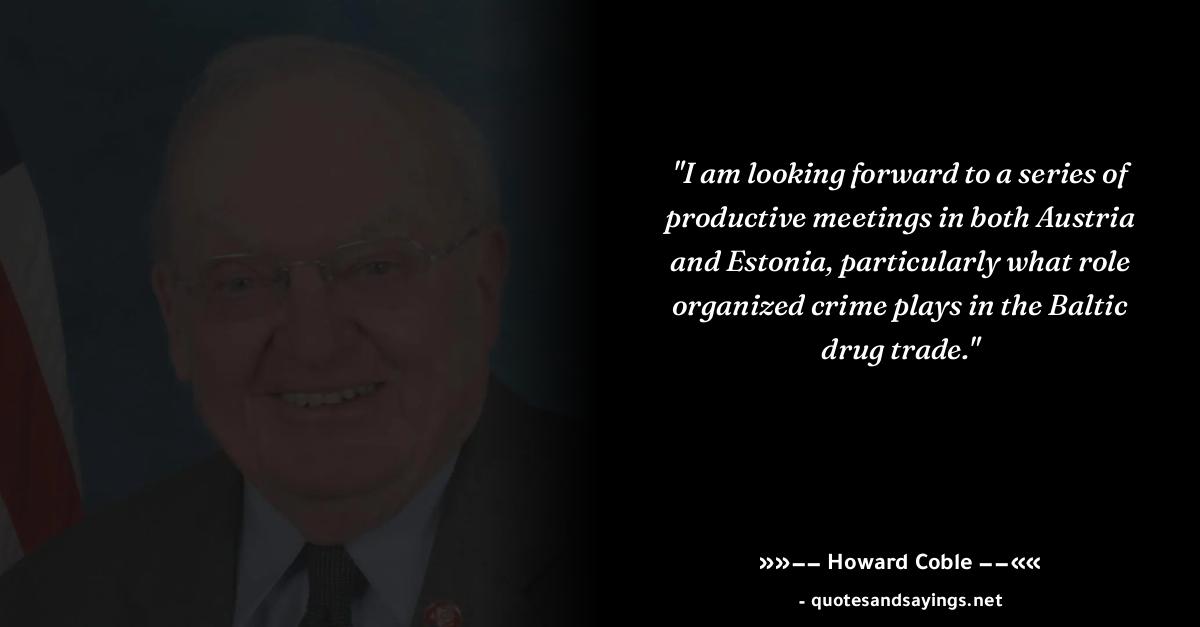 "I am looking forward to a series of
productive meetings in both Austria
and Estonia, particularly what role
organized crime plays in the Baltic
drug trade."
»»−− Howard Coble −−««
- quotesandsayings.net